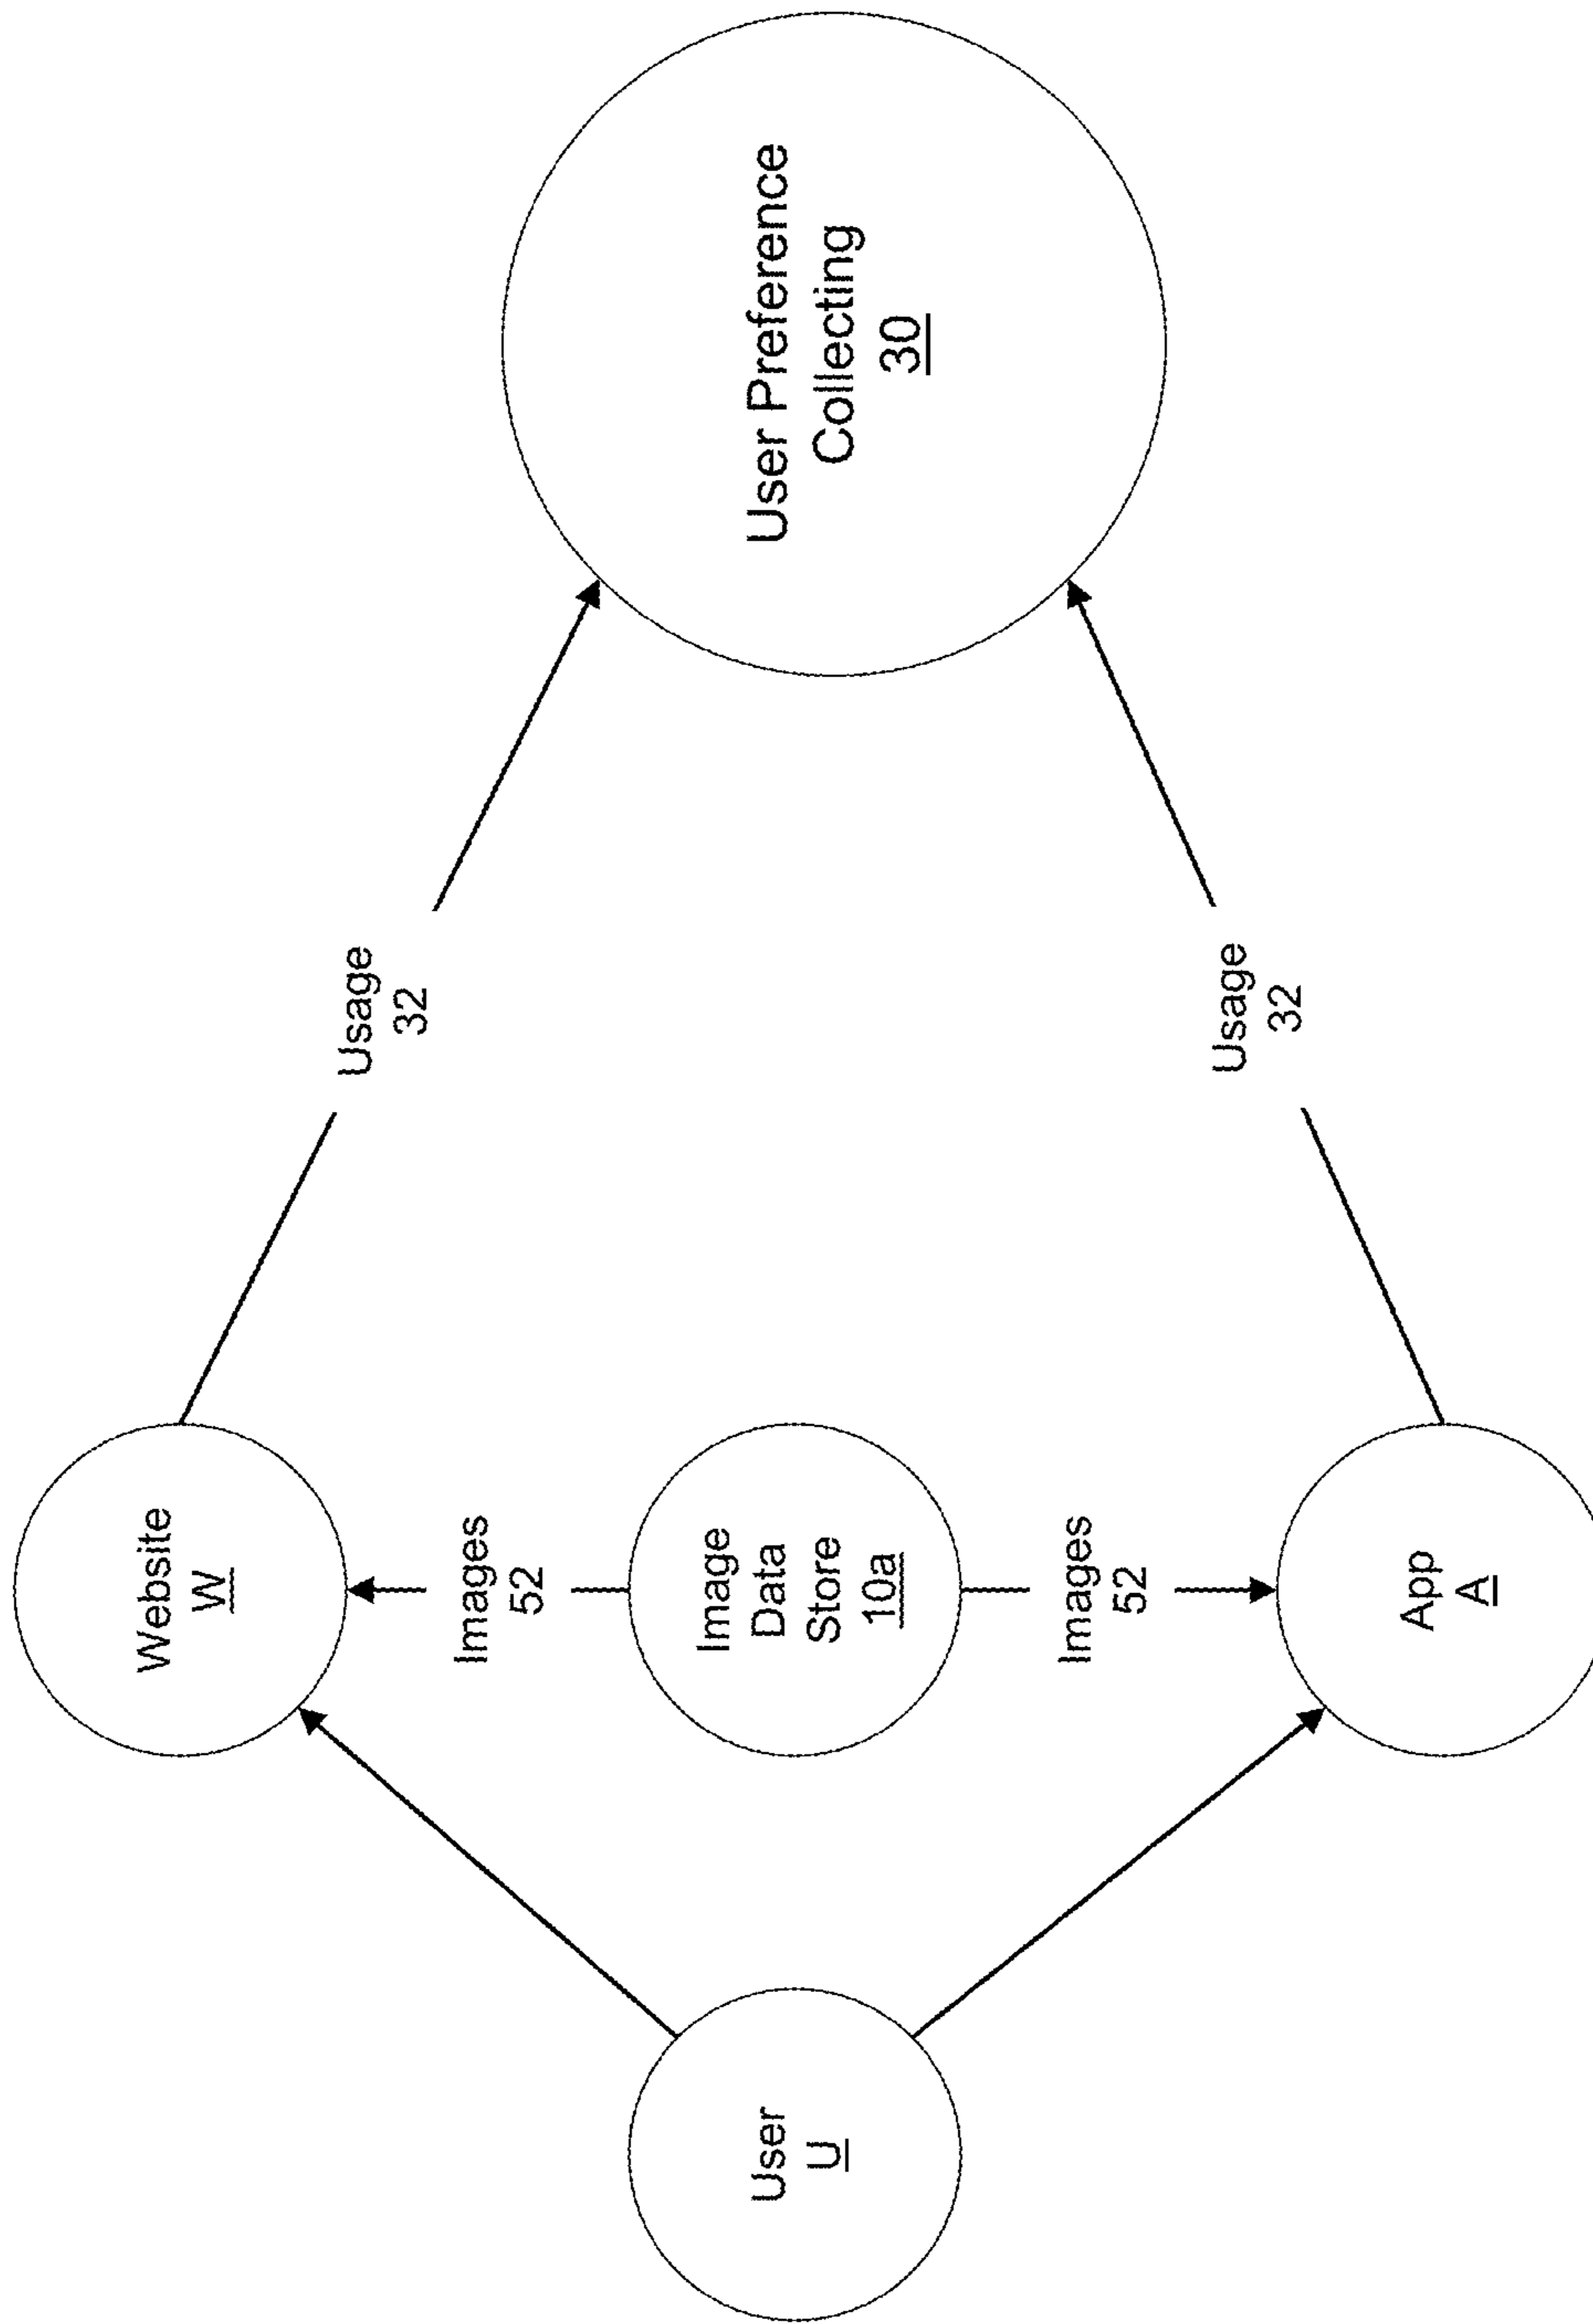 Website
W
Images
52
Usage
32
User
U
Image
Data
Store
10a
User Preference
Collecting
30
Images
52
Usage
32
App
A